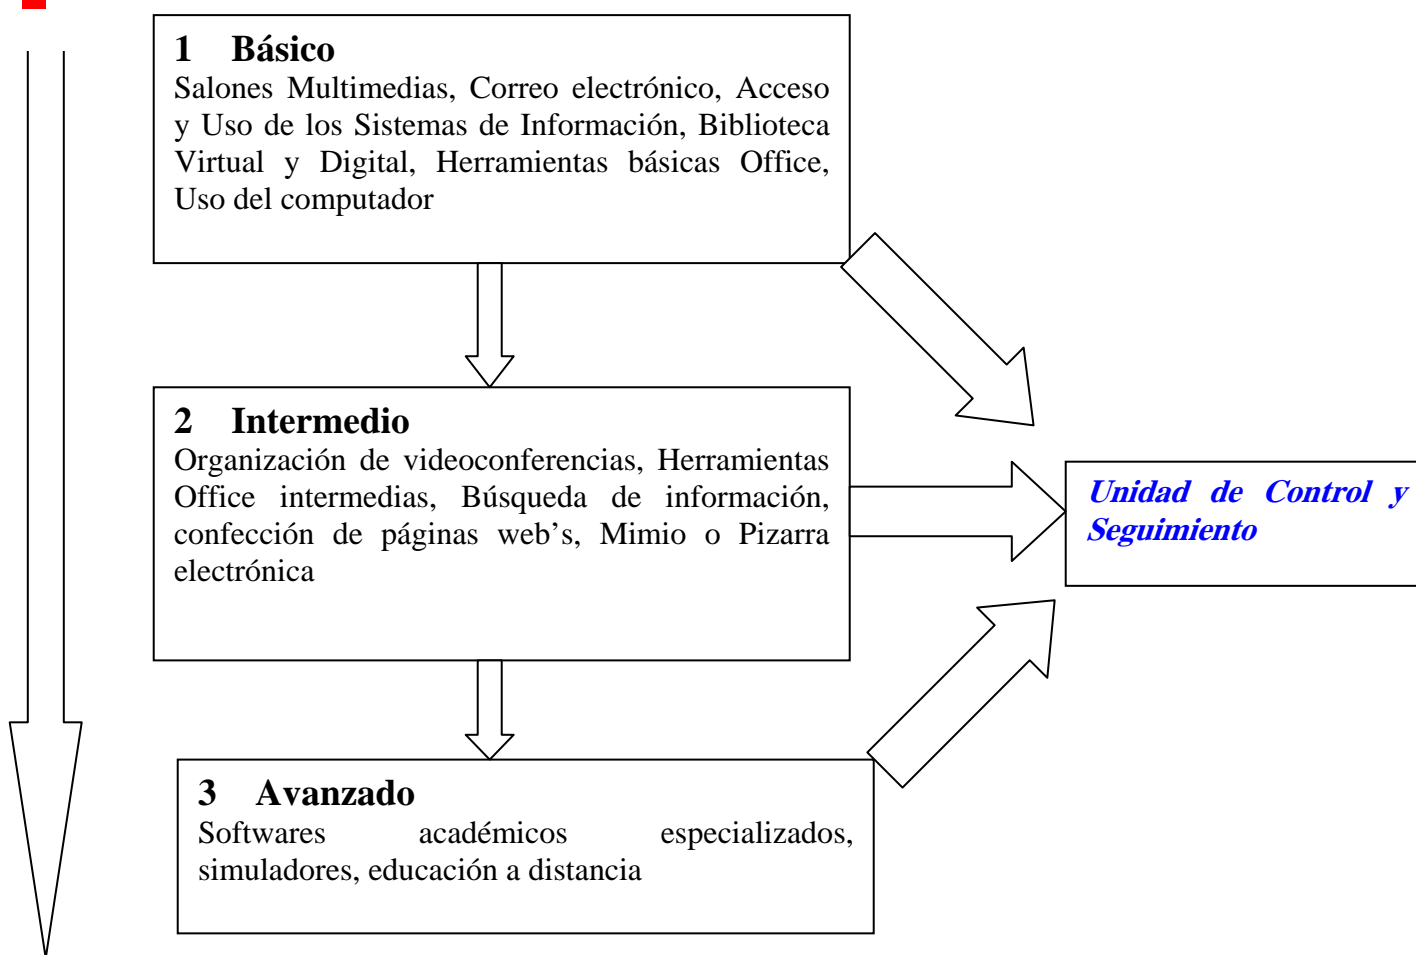 1 Básico
Salones Multimedias, Correo electrónico, Acceso
y Uso de los Sistemas de Información, Biblioteca
Virtual y Digital, Herramientas básicas Office,
Uso del computador
2 Intermedio
Organización de videoconferencias, Herramientas
Office intermedias, Búsqueda de información,
confección de páginas web’s, Mimio o Pizarra
electrónica
Unidad de Control y
Seguimiento
3 Avanzado
Softwares académicos especializados,
simuladores, educación a distancia